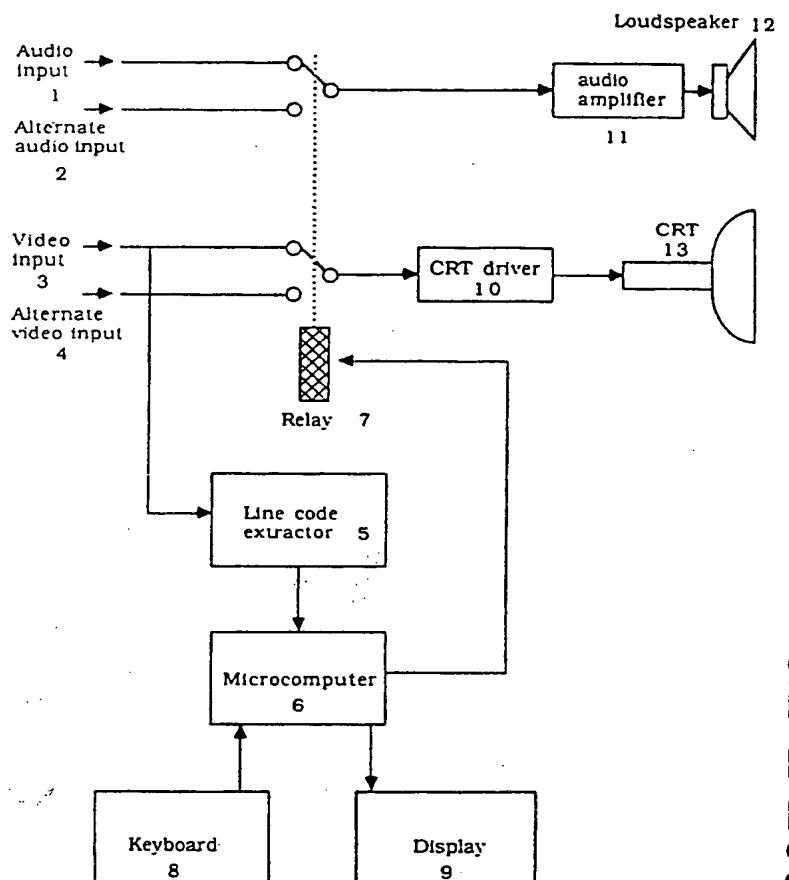 Loudspeaker 12
Audio
input
1
Alternate
audio input
2
audio
amplifier
11
Video
input
3
Alternate
video input
4
CRT driver
10
CRT
13
Relay 7
Line code
extractor 5
Microcomputer
6
Keyboard
8
Display
9